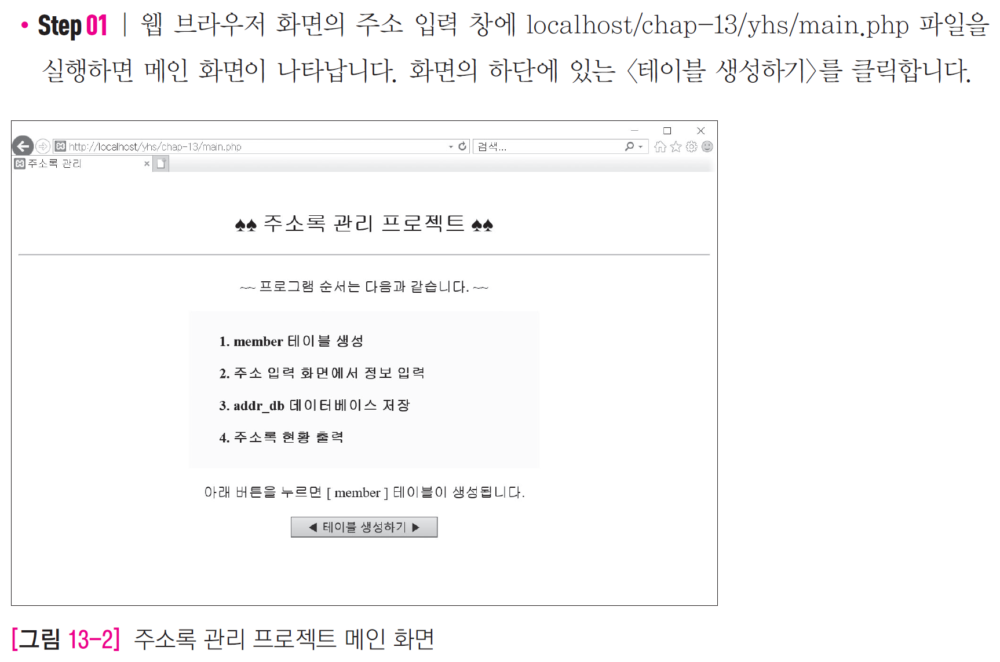 • Step 01 | 웹 브라우저 화면의 주소 입력 창에 localhost/chap-13/yhs/main.php 파일을
실행하면 메인 화면이 나타납니다. 화면의 하단에 있는 〈테이블 생성하기〉를 클릭합니다.
http://localhost/yhs/chap-13/main.php 검색...
주소록 관리
♠♠ 주소록 관리 프로젝트 ♠♠
~~ 프로그램 순서는 다음과 같습니다. ~~
1. member 테이블 생성
2. 주소 입력 화면에서 정보 입력
3. addr_db 데이터베이스 저장
4. 주소록 현황 출력
아래 버튼을 누르면 [ member ] 테이블이 생성됩니다.
◀ 테이블 생성하기 ▶
[그림 13-2] 주소록 관리 프로젝트 메인 화면